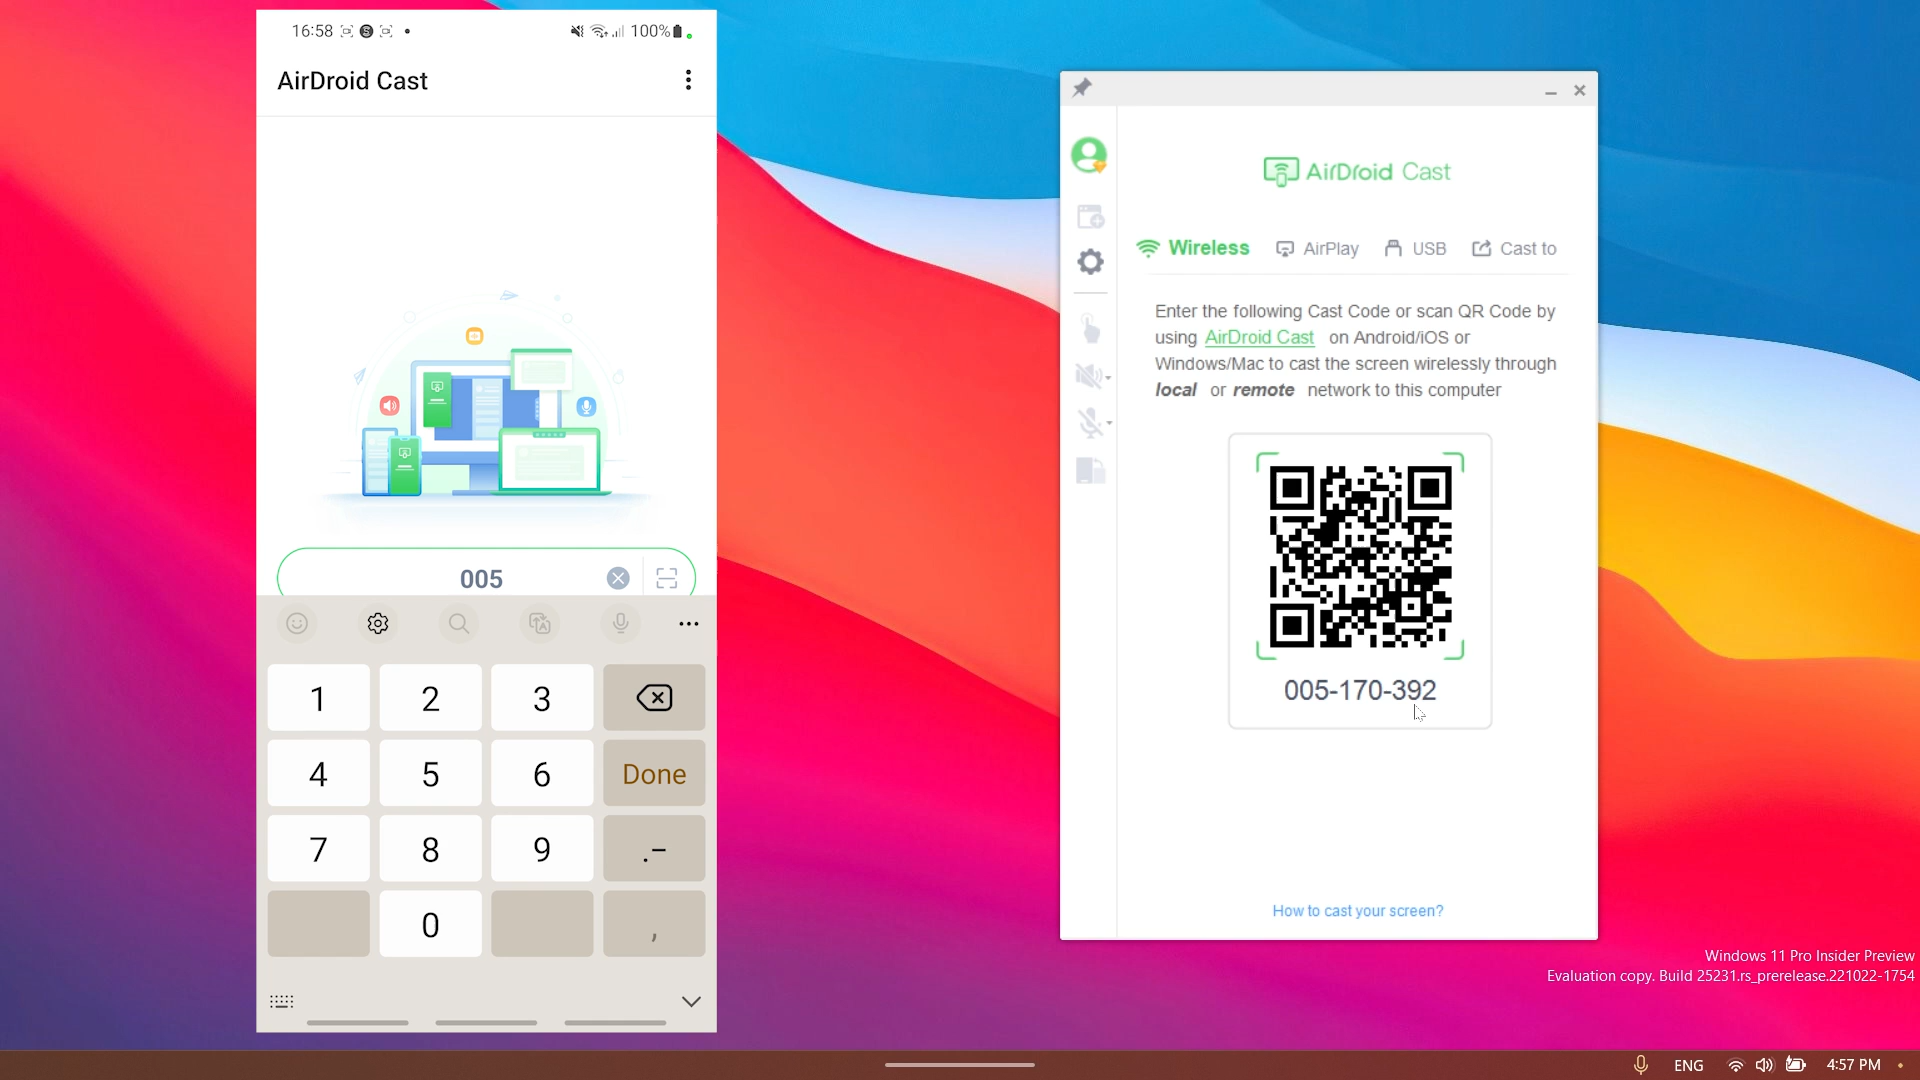 16:58
100%
AirDroid Cast
005
1 2 3
4 5 6 Done
7 8 9 .-
0 ,
AirDroid Cast
Wireless AirPlay USB Cast to
Enter the following Cast Code or scan QR Code by
using AirDroid Cast on Android/iOS or
Windows/Mac to cast the screen wirelessly through
local or remote network to this computer
005-170-392
How to cast your screen?
Windows 11 Pro Insider Preview
Evaluation copy. Build 25231.rs_prerelease.221022-1754
ENG 4:57 PM